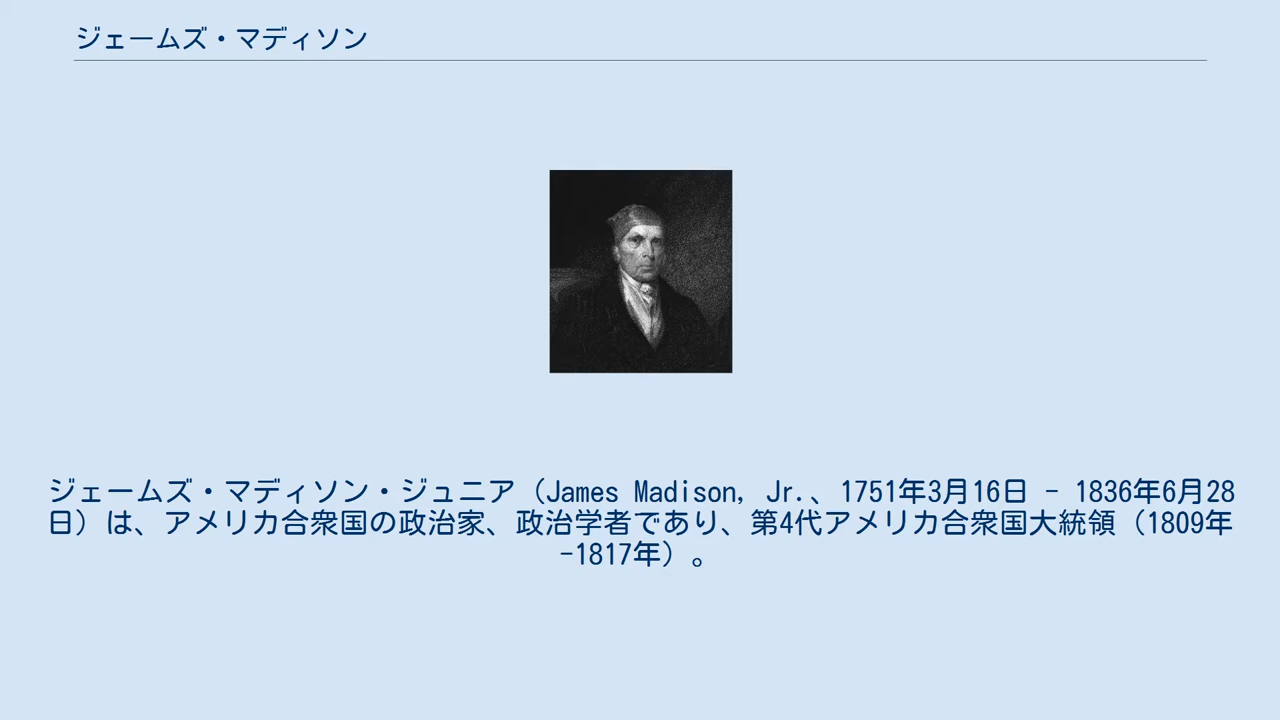 ジェームズ・マディソン
ジェームズ・マディソン・ジュニア（James Madison, Jr.、1751年3月16日 - 1836年6月28
日）は、アメリカ合衆国の政治家、政治学者であり、第4代アメリカ合衆国大統領（1809年
-1817年）。